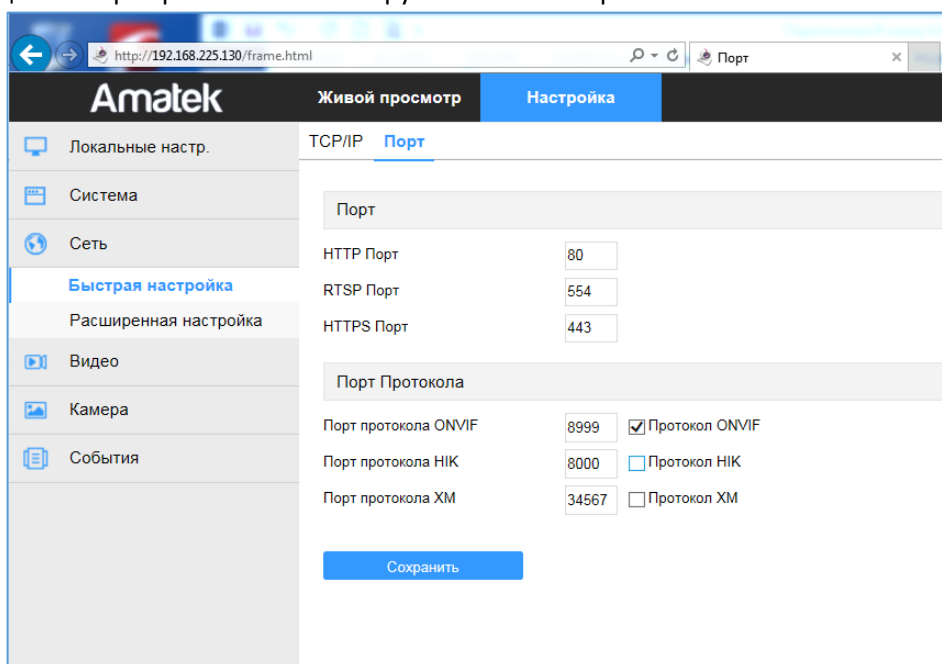 http://192.168.225.130/frame.html
Порт
Amatek
Живой просмотр
Настройка
Локальные настр.
Система
Сеть
Быстрая настройка
Расширенная настройка
Видео
Камера
События
TCP/IP Порт
Порт
HTTP Порт 80
RTSP Порт 554
HTTPS Порт 443
Порт Протокола
Порт протокола ONVIF 8999 Протокол ONVIF
Порт протокола HIK 8000 Протокол HIK
Порт протокола XM 34567 Протокол XM
Сохранить